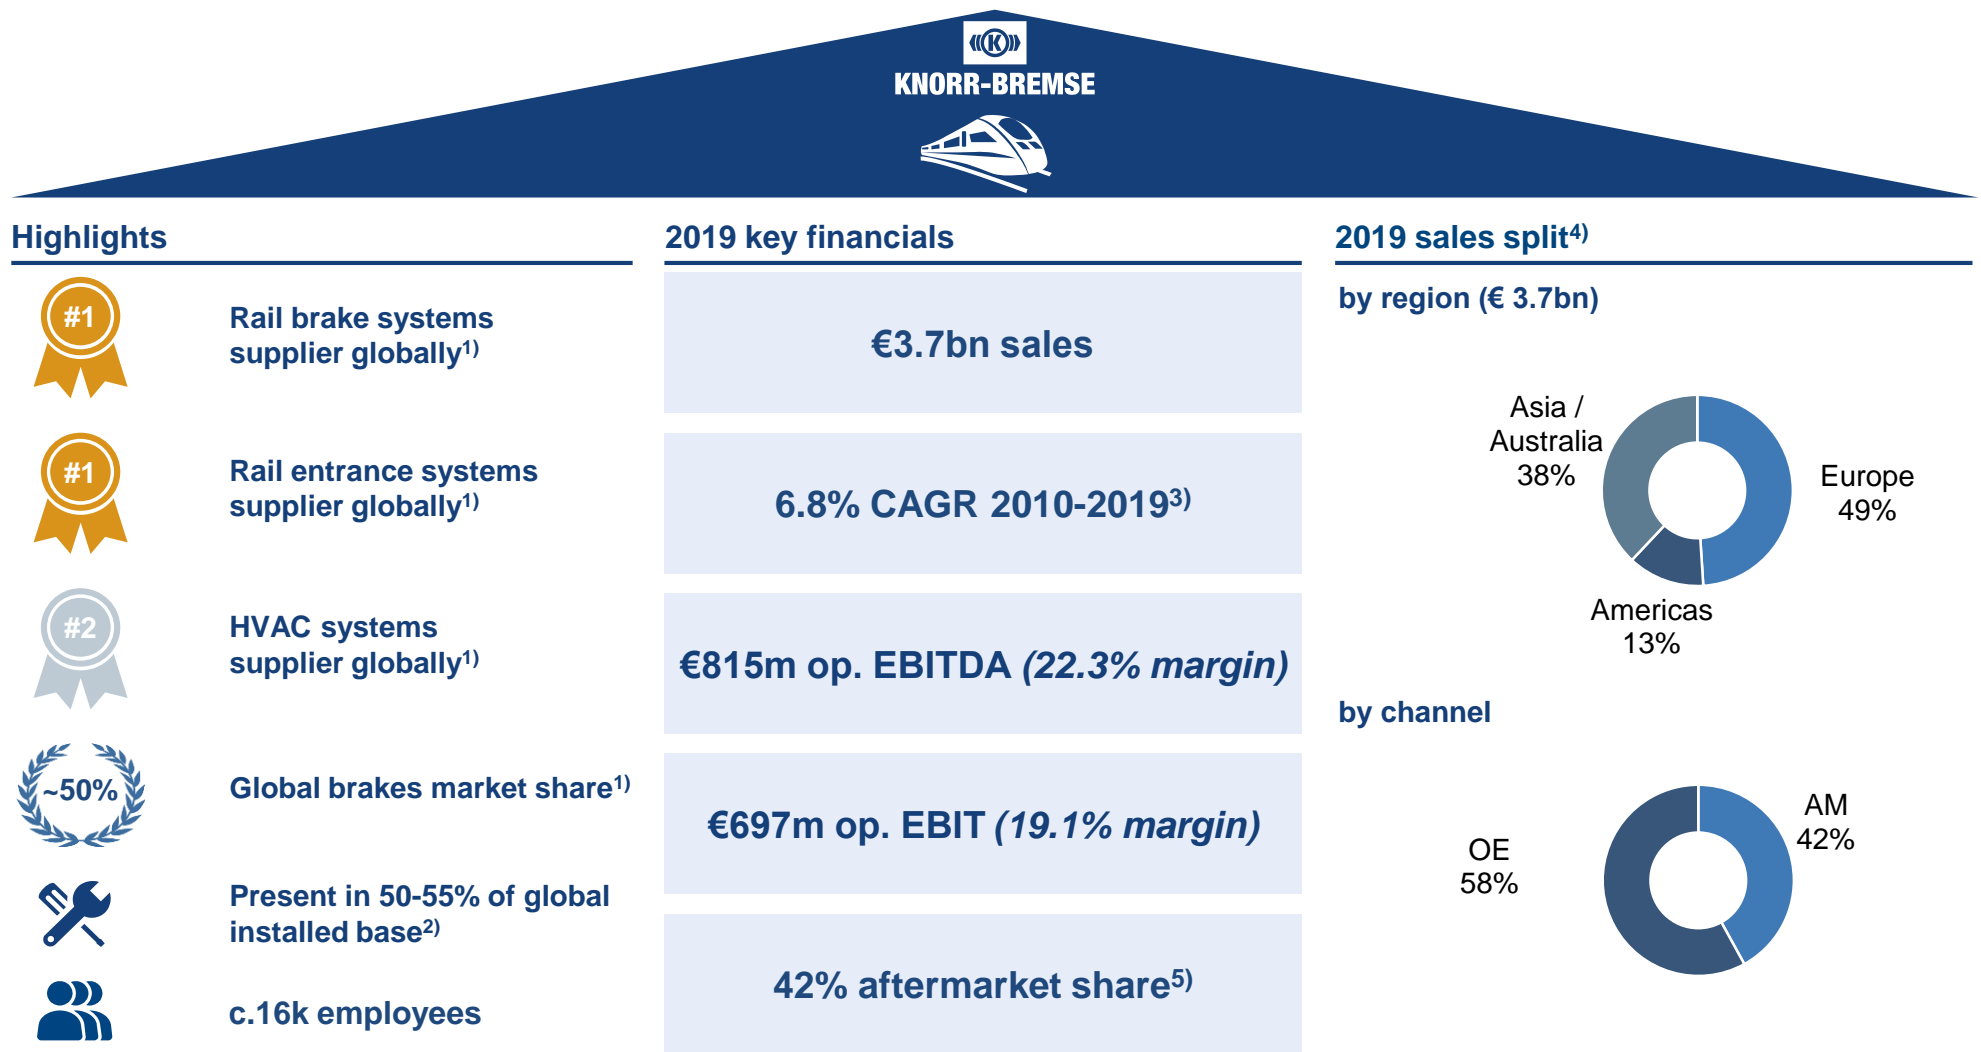 K
KNORR-BREMSE
Highlights
#1
Rail brake systems
supplier globally1)
#1
Rail entrance systems
supplier globally1)
#2
HVAC systems
supplier globally1)
~50%
Global brakes market share1)
Present in 50-55% of global
installed base2)
c.16k employees
2019 key financials
€3.7bn sales
6.8% CAGR 2010-20193)
€815m op. EBITDA (22.3% margin)
€697m op. EBIT (19.1% margin)
42% aftermarket share5)
2019 sales split4)
by region (€ 3.7bn)
Asia /
Australia
38%
Europe
49%
Americas
13%
by channel
AM
42%
OE
58%